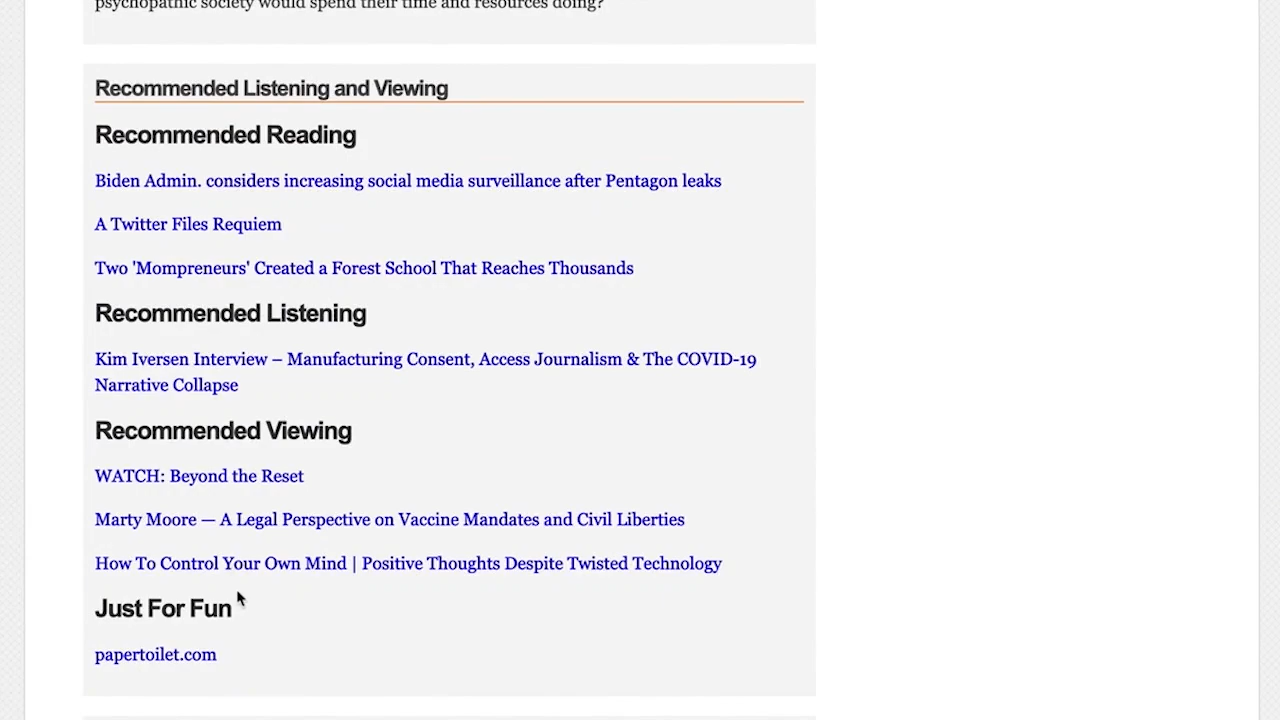 psychopathic society would spend their time and resources doing?
Recommended Listening and Viewing
Recommended Reading
Biden Admin. considers increasing social media surveillance after Pentagon leaks
A Twitter Files Requiem
Two 'Mompreneurs' Created a Forest School That Reaches Thousands
Recommended Listening
Kim Iversen Interview – Manufacturing Consent, Access Journalism & The COVID-19
Narrative Collapse
Recommended Viewing
WATCH: Beyond the Reset
Marty Moore — A Legal Perspective on Vaccine Mandates and Civil Liberties
How To Control Your Own Mind | Positive Thoughts Despite Twisted Technology
Just For Fun
papertoilet.com